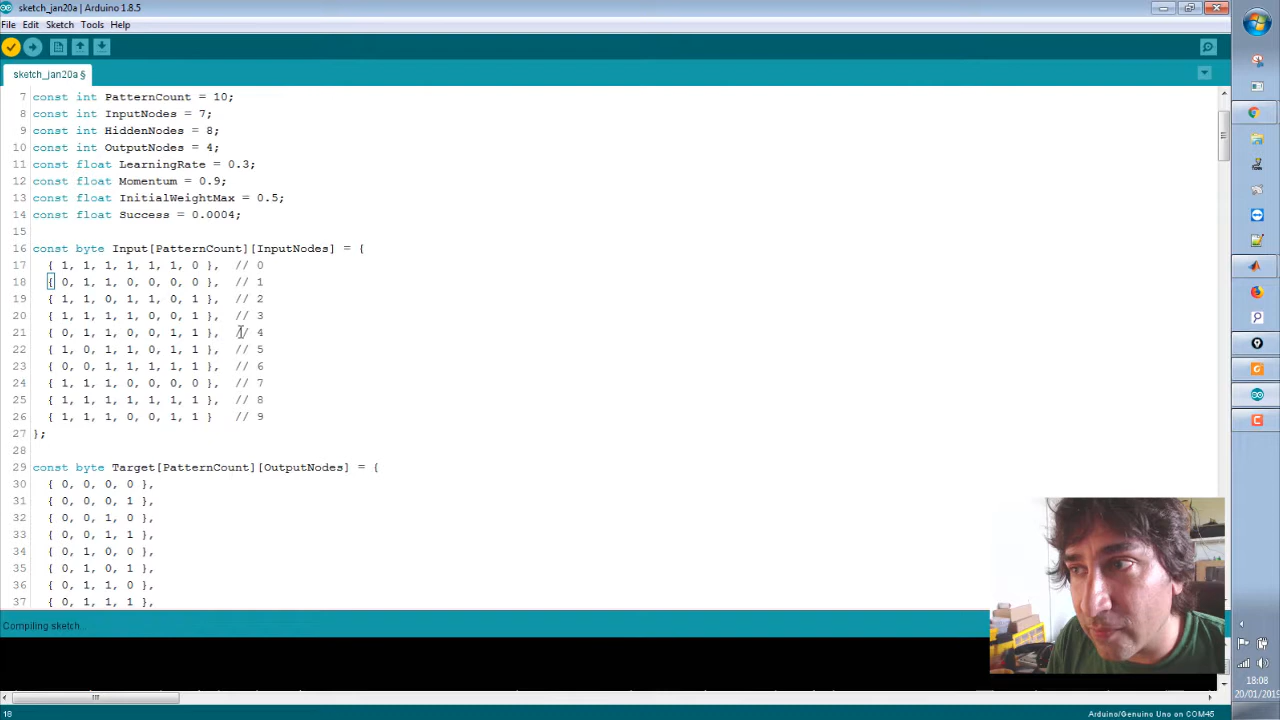 sketch_jan20a | Arduino 1.8.5
File Edit Sketch Tools Help
sketch_jan20a §
7 const int PatternCount = 10;
8 const int InputNodes = 7;
9 const int HiddenNodes = 8;
10 const int OutputNodes = 4;
11 const float LearningRate = 0.3;
12 const float Momentum = 0.9;
13 const float InitialWeightMax = 0.5;
14 const float Success = 0.0004;
15
16 const byte Input[PatternCount][InputNodes] = {
17 { 1, 1, 1, 1, 1, 1, 0 }, // 0
18 { 0, 1, 1, 0, 0, 0, 0 }, // 1
19 { 1, 1, 0, 1, 1, 0, 1 }, // 2
20 { 1, 1, 1, 1, 0, 0, 1 }, // 3
21 { 0, 1, 1, 0, 0, 1, 1 }, // 4
22 { 1, 0, 1, 1, 0, 1, 1 }, // 5
23 { 0, 0, 1, 1, 1, 1, 1 }, // 6
24 { 1, 1, 1, 0, 0, 0, 0 }, // 7
25 { 1, 1, 1, 1, 1, 1, 1 }, // 8
26 { 1, 1, 1, 0, 0, 1, 1 } // 9
27 };
28
29 const byte Target[PatternCount][OutputNodes] = {
30 { 0, 0, 0, 0 },
31 { 0, 0, 0, 1 },
32 { 0, 0, 1, 0 },
33 { 0, 0, 1, 1 },
34 { 0, 1, 0, 0 },
35 { 0, 1, 0, 1 },
36 { 0, 1, 1, 0 },
37 { 0, 1, 1, 1 },
Compiling sketch...
18
Arduino/Genuino Uno on COM45
18:08
20/01/2019